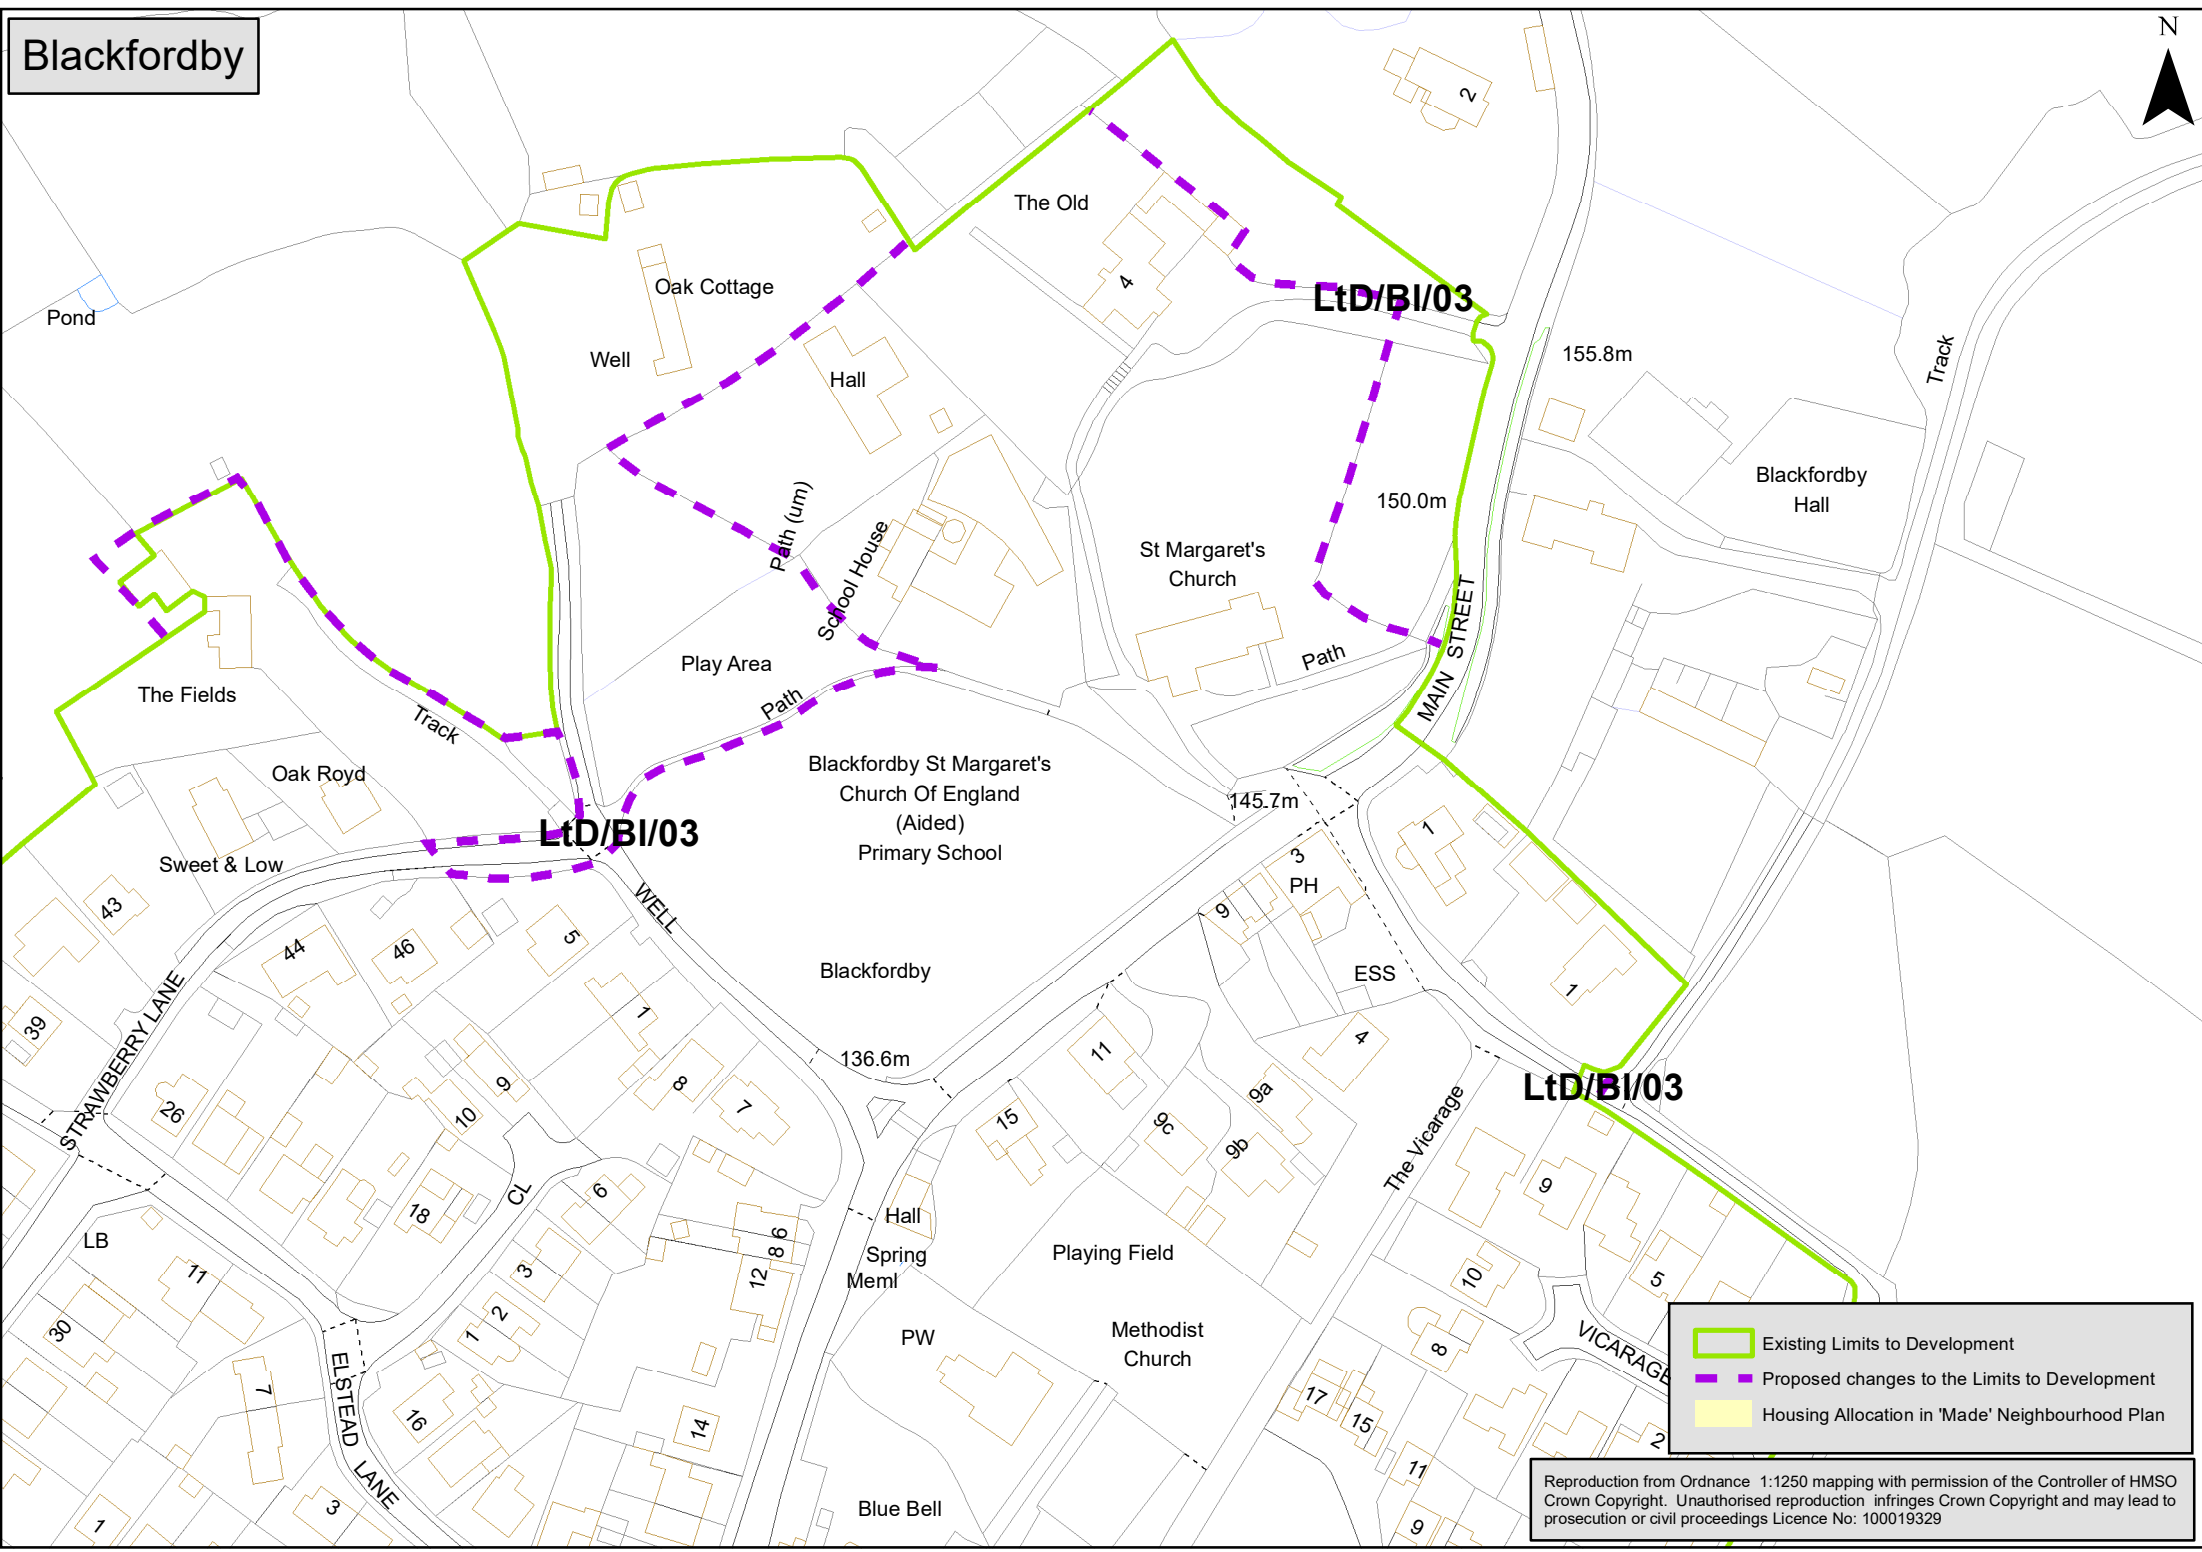 Blackfordby
N
2
The Old
4
LtD/Bl/03
Oak Cottage
Pond
Well
Hall
155.8m
Track
Path (um)
School House
150.0m
Blackfordby
Hall
St Margaret's
Church
MAIN STREET
Path
Play Area
Path
The Fields
Track
Oak Royd
Blackfordby St Margaret's
Church Of England
(Aided)
Primary School
145.7m
LtD/Bl/03
Sweet & Low
1
3
PH
9
43
WELL
44
46
5
1
Blackfordby
ESS
1
39
STRAWBERRY LANE
136.6m
11
4
LtD/Bl/03
9
8
7
9a
26
10
15
9c
9b
The Vicarage
9
18
CL
6
Hall
6
8
12
Spring
Meml
Playing Field
LB
11
3
10
5
30
1
2
PW
Methodist
Church
8
VICARAGE
ELSTEAD LANE
7
16
14
17
15
11
2
1
3
Blue Bell
9
Existing Limits to Development
Proposed changes to the Limits to Development
Housing Allocation in 'Made' Neighbourhood Plan
Reproduction from Ordnance 1:1250 mapping with permission of the Controller of HMSO
Crown Copyright. Unauthorised reproduction infringes Crown Copyright and may lead to
prosecution or civil proceedings Licence No: 100019329